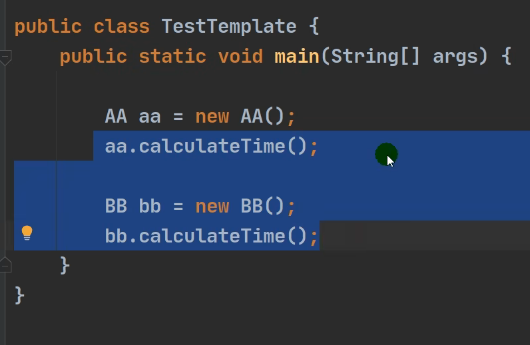 public class TestTemplate {
public static void main(String[] args) {
AA aa = new AA();
aa.calculateTime();
BB bb = new BB();
bb.calculateTime();
}
}